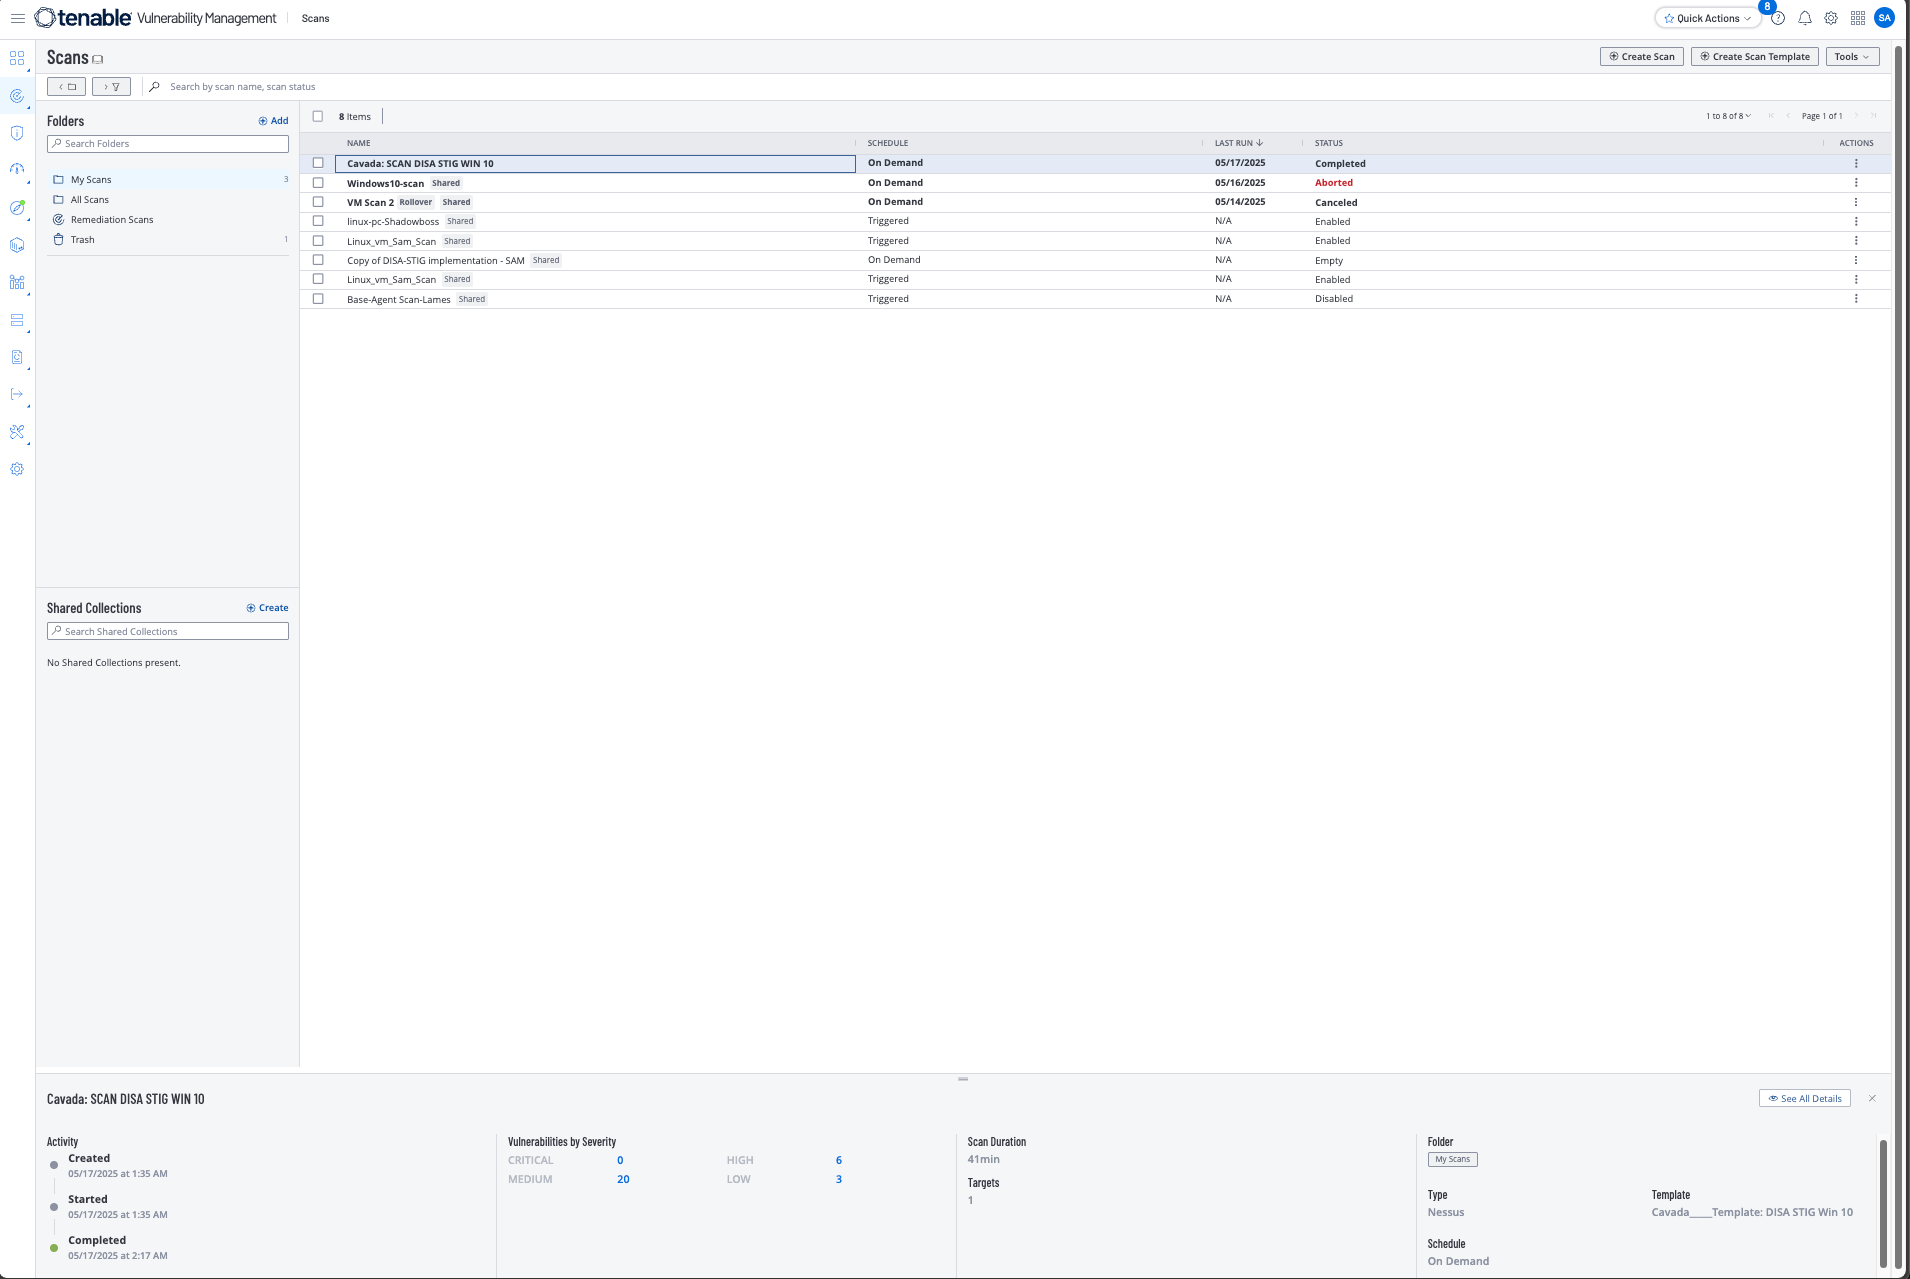 tenable Vulnerability Management Scans
Quick Actions 8 ? SA
Scans
Create Scan Create Scan Template Tools
Search by scan name, scan status
Folders Add
Search Folders
My Scans 3
All Scans
Remediation Scans
Trash 1
8 Items 1 to 8 of 8 Page 1 of 1
NAME SCHEDULE LAST RUN STATUS ACTIONS
Cavada: SCAN DISA STIG WIN 10 On Demand 05/17/2025 Completed
Windows10-scan Shared On Demand 05/16/2025 Aborted
VM Scan 2 Rollover Shared On Demand 05/14/2025 Canceled
linux-pc-Shadowboss Shared Triggered N/A Enabled
Linux_vm_Sam_Scan Shared Triggered N/A Enabled
Copy of DISA-STIG implementation - SAM Shared On Demand N/A Empty
Linux_vm_Sam_Scan Shared Triggered N/A Enabled
Base-Agent Scan-Lames Shared Triggered N/A Disabled
Shared Collections Create
Search Shared Collections
No Shared Collections present.
Cavada: SCAN DISA STIG WIN 10 See All Details
Activity
Created
05/17/2025 at 1:35 AM
Started
05/17/2025 at 1:35 AM
Completed
05/17/2025 at 2:17 AM
Vulnerabilities by Severity
CRITICAL 0 HIGH 6
MEDIUM 20 LOW 3
Scan Duration
41min
Targets
1
Folder
My Scans
Type Template
Nessus Cavada____Template: DISA STIG Win 10
Schedule
On Demand